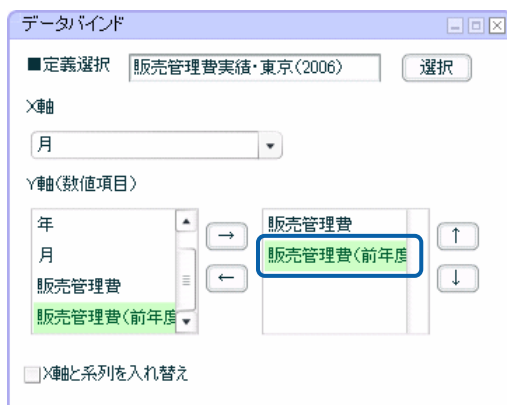 データバインド
■定義選択 販売管理費実績・東京(2006) 選択
X軸
月
Y軸(数値項目)
年
月
販売管理費
販売管理費(前年度
→
←
販売管理費
販売管理費(前年度
↑
↓
X軸と系列を入れ替え